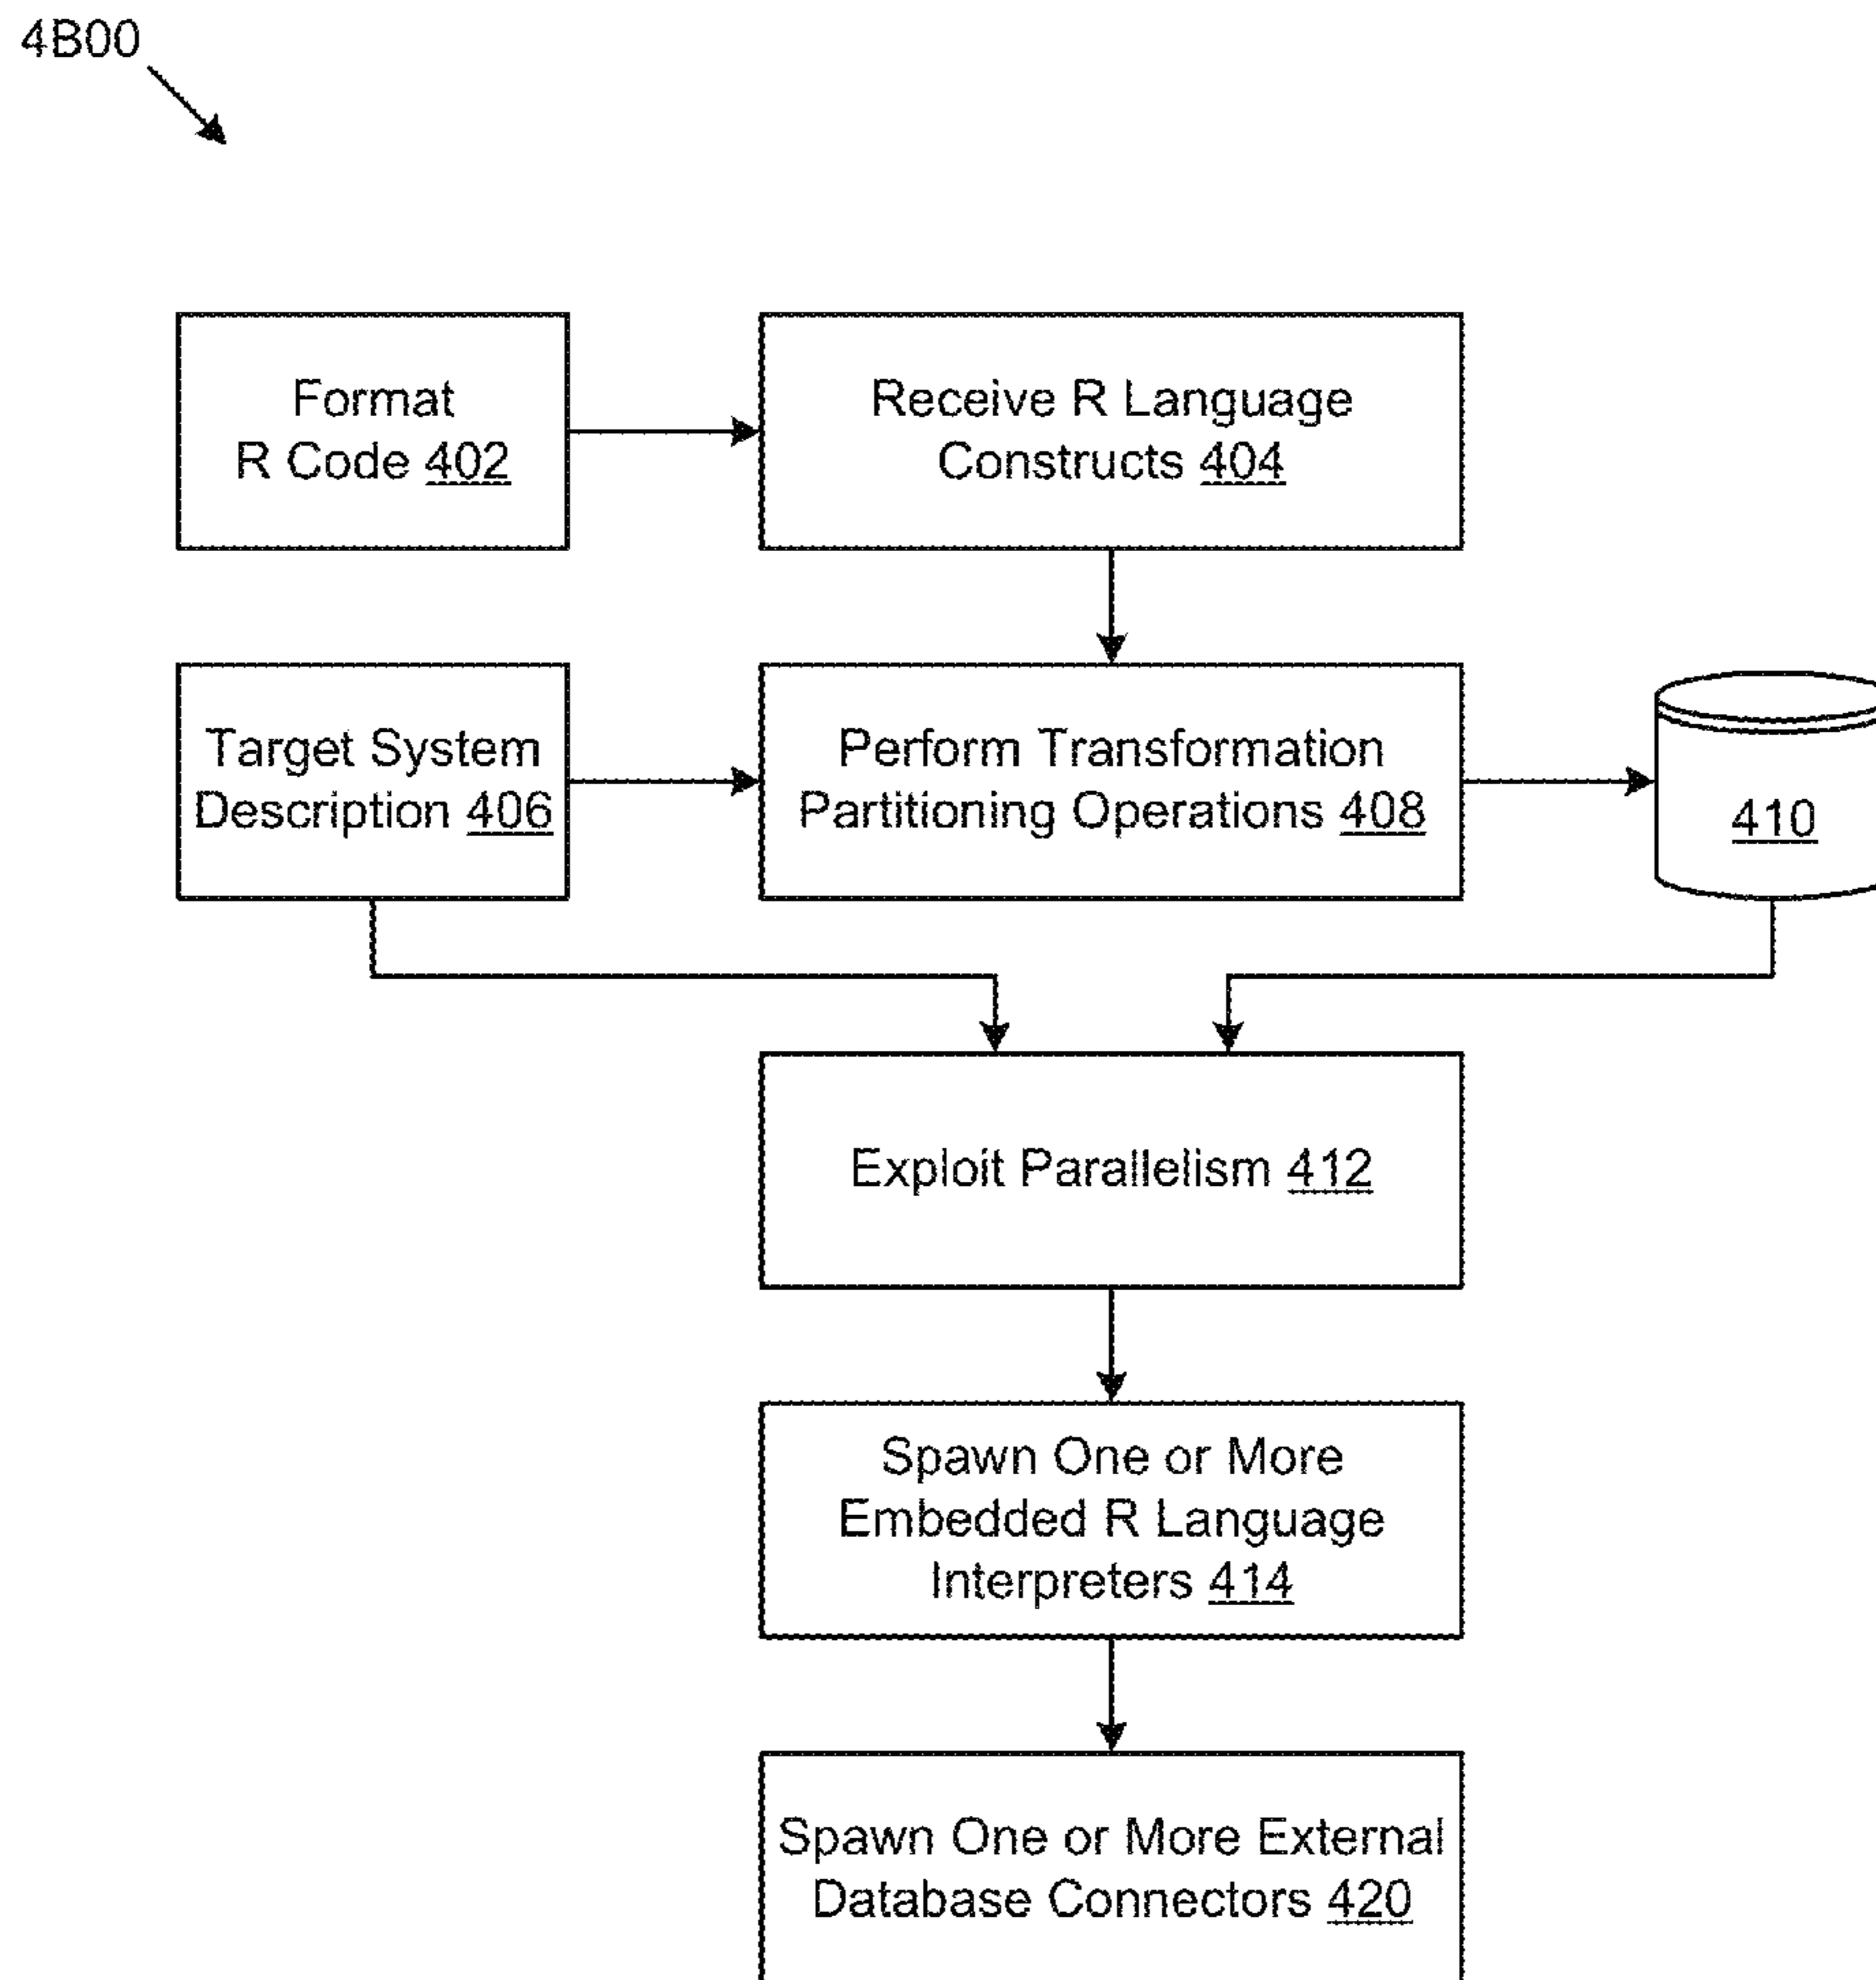 4B00
Format
R Code 402
Receive R Language
Constructs 404
Target System
Description 406
Perform Transformation
Partitioning Operations 408
410
Exploit Parallelism 412
Spawn One or More
Embedded R Language
Interpreters 414
Spawn One or More External
Database Connectors 420